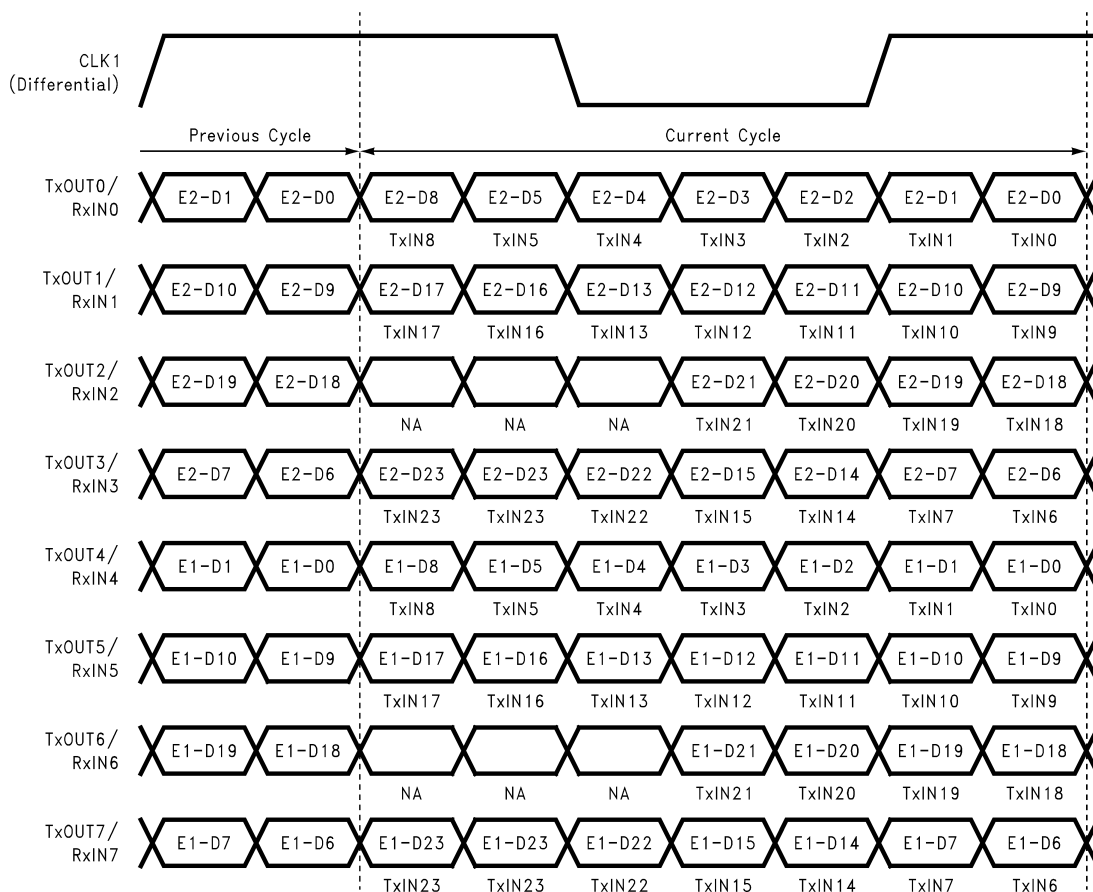 CLK1
(Differential)
Previous Cycle Current Cycle
TxOUT0/
RxIN0
E2-D1 E2-D0 E2-D8 E2-D5 E2-D4 E2-D3 E2-D2 E2-D1 E2-D0
TxIN8 TxIN5 TxIN4 TxIN3 TxIN2 TxIN1 TxIN0
TxOUT1/
RxIN1
E2-D10 E2-D9 E2-D17 E2-D16 E2-D13 E2-D12 E2-D11 E2-D10 E2-D9
TxIN17 TxIN16 TxIN13 TxIN12 TxIN11 TxIN10 TxIN9
TxOUT2/
RxIN2
E2-D19 E2-D18 E2-D21 E2-D20 E2-D19 E2-D18
NA NA NA TxIN21 TxIN20 TxIN19 TxIN18
TxOUT3/
RxIN3
E2-D7 E2-D6 E2-D23 E2-D23 E2-D22 E2-D15 E2-D14 E2-D7 E2-D6
TxIN23 TxIN23 TxIN22 TxIN15 TxIN14 TxIN7 TxIN6
TxOUT4/
RxIN4
E1-D1 E1-D0 E1-D8 E1-D5 E1-D4 E1-D3 E1-D2 E1-D1 E1-D0
TxIN8 TxIN5 TxIN4 TxIN3 TxIN2 TxIN1 TxIN0
TxOUT5/
RxIN5
E1-D10 E1-D9 E1-D17 E1-D16 E1-D13 E1-D12 E1-D11 E1-D10 E1-D9
TxIN17 TxIN16 TxIN13 TxIN12 TxIN11 TxIN10 TxIN9
TxOUT6/
RxIN6
E1-D19 E1-D18 E1-D21 E1-D20 E1-D19 E1-D18
NA NA NA TxIN21 TxIN20 TxIN19 TxIN18
TxOUT7/
RxIN7
E1-D7 E1-D6 E1-D23 E1-D23 E1-D22 E1-D15 E1-D14 E1-D7 E1-D6
TxIN23 TxIN23 TxIN22 TxIN15 TxIN14 TxIN7 TxIN6